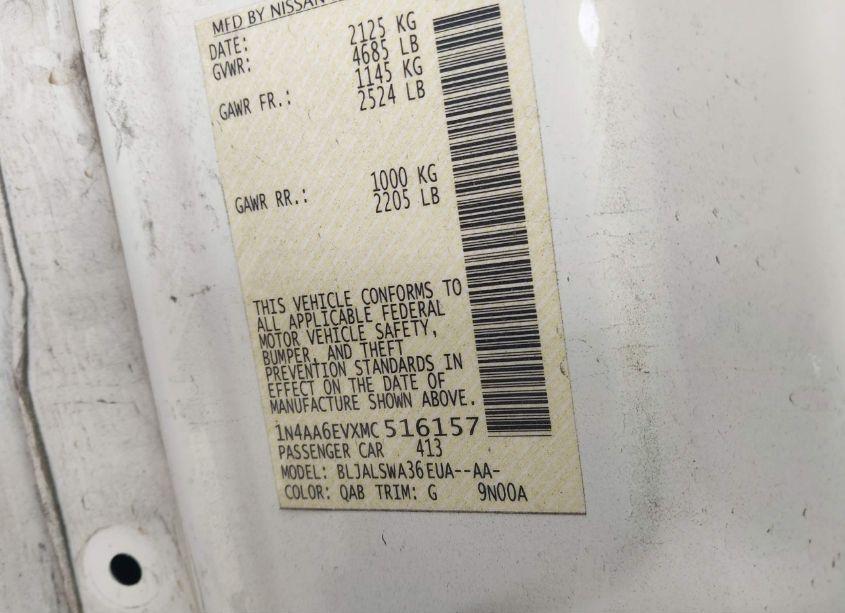 MFD BY NISSAN
DATE: 2125 KG
GVWR: 4685 LB
1145 KG
GAWR FR.: 2524 LB
1000 KG
GAWR RR.: 2205 LB
THIS VEHICLE CONFORMS TO
ALL APPLICABLE FEDERAL
MOTOR VEHICLE SAFETY,
BUMPER, AND THEFT
PREVENTION STANDARDS IN
EFFECT ON THE DATE OF
MANUFACTURE SHOWN ABOVE.
1N4AA6EVXMC516157
PASSENGER CAR 413
MODEL: BLJALSWA36EUA--AA-
COLOR: QAB TRIM: G 9N00A